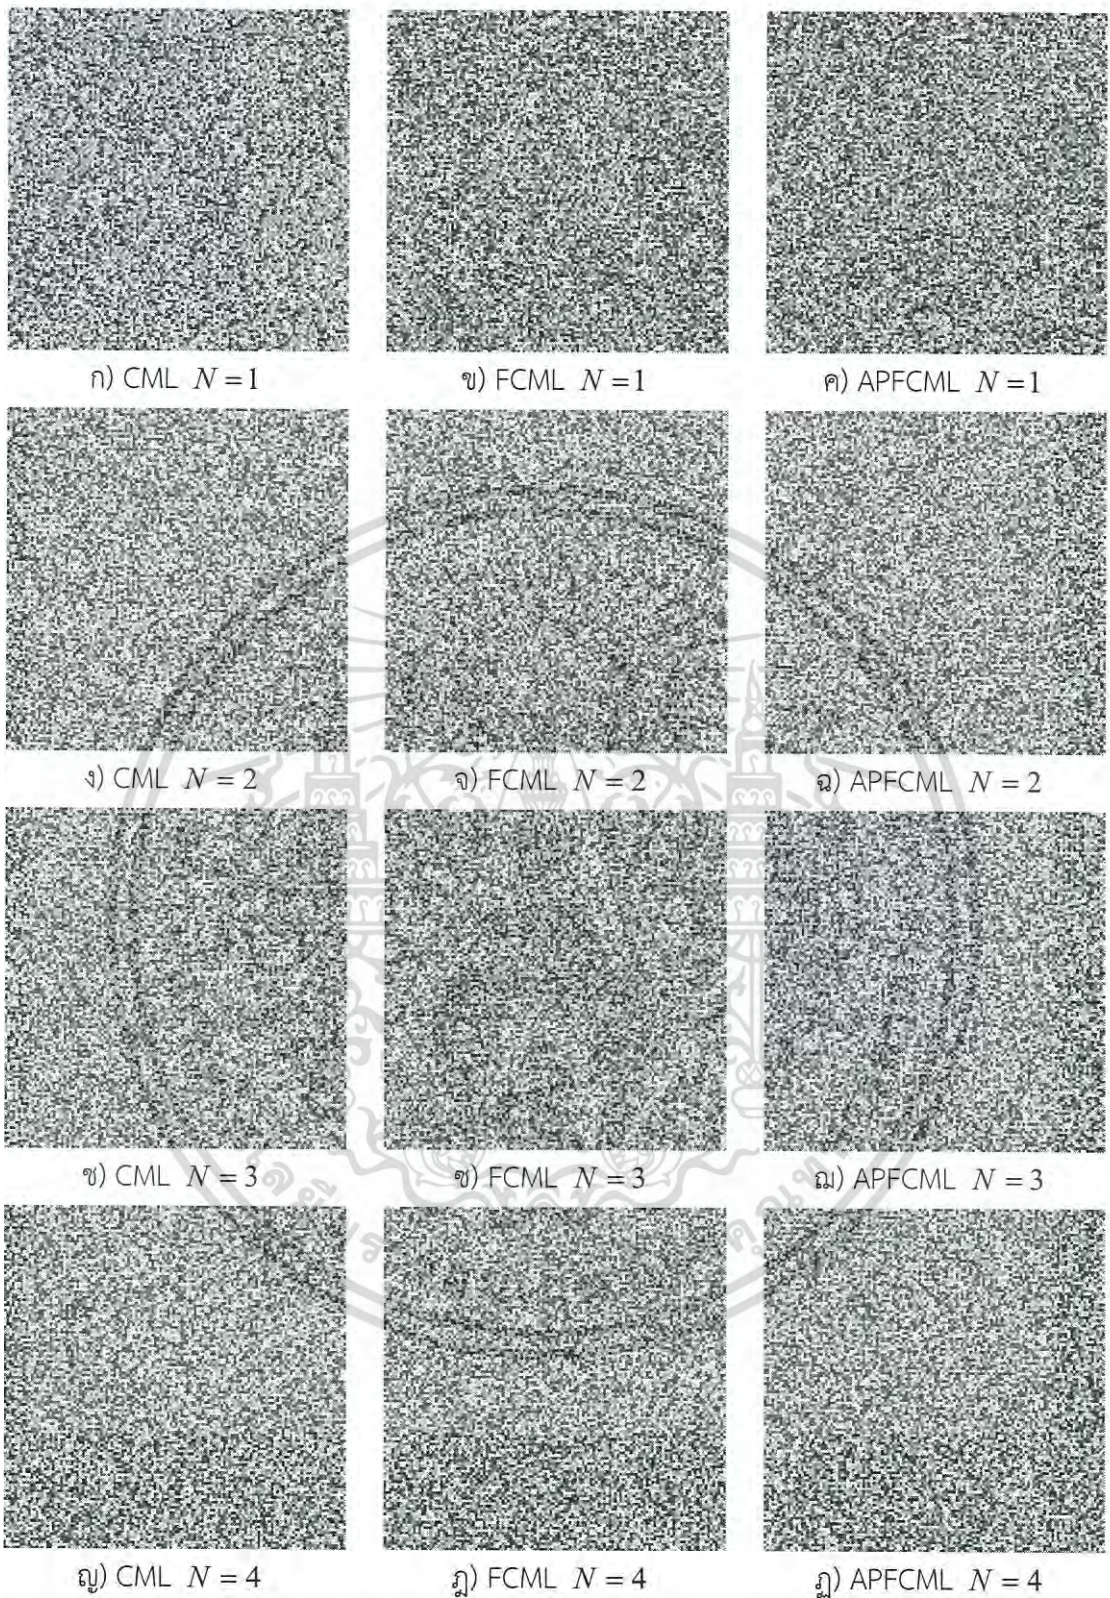 ก) CML N = 1 ข) FCML N = 1 ค) APFCML N = 1
ง) CML N = 2 จ) FCML N = 2 ฉ) APFCML N = 2
ช) CML N = 3 ซ) FCML N = 3 ฌ) APFCML N = 3
ญ) CML N = 4 ฎ) FCML N = 4 ฏ) APFCML N = 4